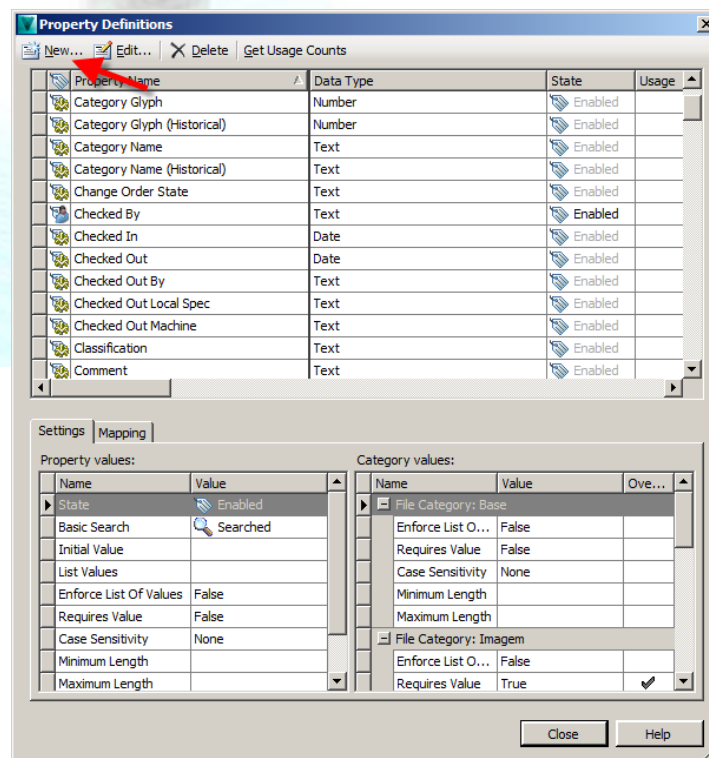 Property Definitions
New... Edit... Delete Get Usage Counts
Property Name Data Type State Usage
Category Glyph Number Enabled
Category Glyph (Historical) Number Enabled
Category Name Text Enabled
Category Name (Historical) Text Enabled
Change Order State Text Enabled
Checked By Text Enabled
Checked In Date Enabled
Checked Out Date Enabled
Checked Out By Text Enabled
Checked Out Local Spec Text Enabled
Checked Out Machine Text Enabled
Classification Text Enabled
Comment Text Enabled
Settings Mapping
Property values: Category values:
Name Value Name Value Ove...
State Enabled File Category: Base
Basic Search Searched Enforce List O... False
Initial Value Requires Value False
List Values Case Sensitivity None
Enforce List Of Values False Minimum Length
Requires Value False Maximum Length
Case Sensitivity None File Category: Imagem
Minimum Length Enforce List O... False
Maximum Length Requires Value True
Close Help